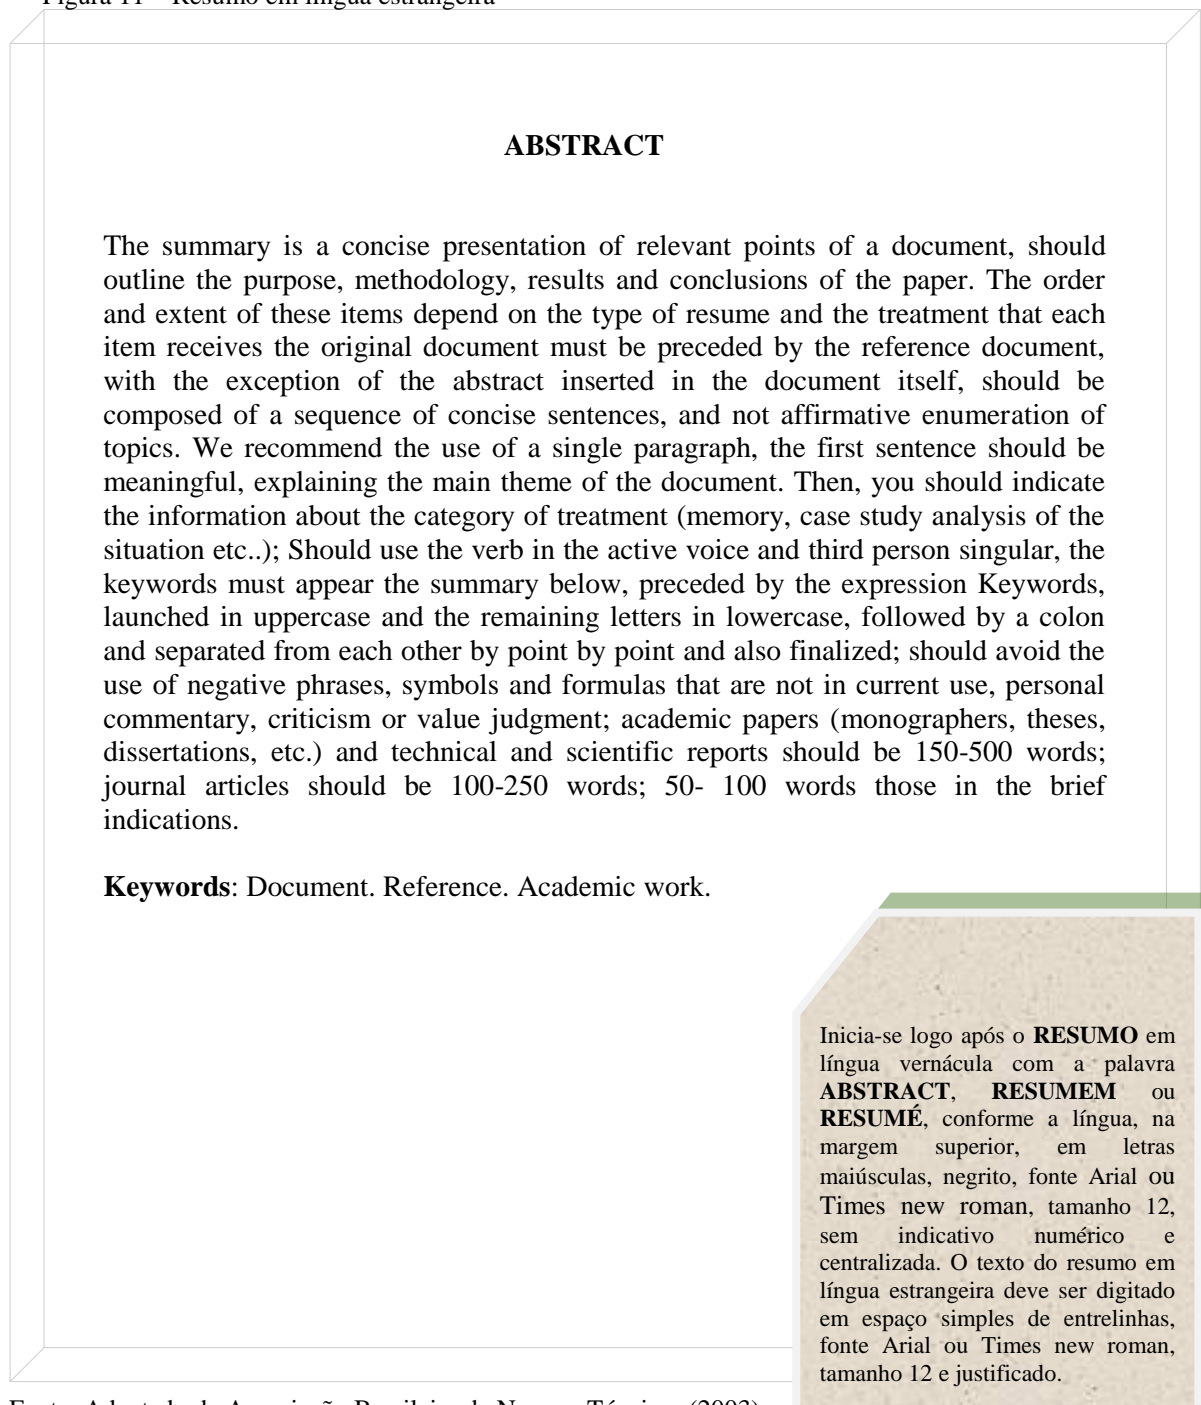 Figura 11 – Resumo em língua estrangeira
ABSTRACT
The summary is a concise presentation of relevant points of a document, should
outline the purpose, methodology, results and conclusions of the paper. The order
and extent of these items depend on the type of resume and the treatment that each
item receives the original document must be preceded by the reference document,
with the exception of the abstract inserted in the document itself, should be
composed of a sequence of concise sentences, and not affirmative enumeration of
topics. We recommend the use of a single paragraph, the first sentence should be
meaningful, explaining the main theme of the document. Then, you should indicate
the information about the category of treatment (memory, case study analysis of the
situation etc..); Should use the verb in the active voice and third person singular, the
keywords must appear the summary below, preceded by the expression Keywords,
launched in uppercase and the remaining letters in lowercase, followed by a colon
and separated from each other by point by point and also finalized; should avoid the
use of negative phrases, symbols and formulas that are not in current use, personal
commentary, criticism or value judgment; academic papers (monographers, theses,
dissertations, etc.) and technical and scientific reports should be 150-500 words;
journal articles should be 100-250 words; 50- 100 words those in the brief
indications.
Keywords: Document. Reference. Academic work.
Inicia-se logo após o RESUMO em
língua vernácula com a palavra
ABSTRACT, RESUMEM ou
RESUMÉ, conforme a língua, na
margem superior, em letras
maiúsculas, negrito, fonte Arial ou
Times new roman, tamanho 12,
sem indicativo numérico e
centralizada. O texto do resumo em
língua estrangeira deve ser digitado
em espaço simples de entrelinhas,
fonte Arial ou Times new roman,
tamanho 12 e justificado.
Fonte: Adaptado de Associação Brasileira de Normas Técnicas (2003)